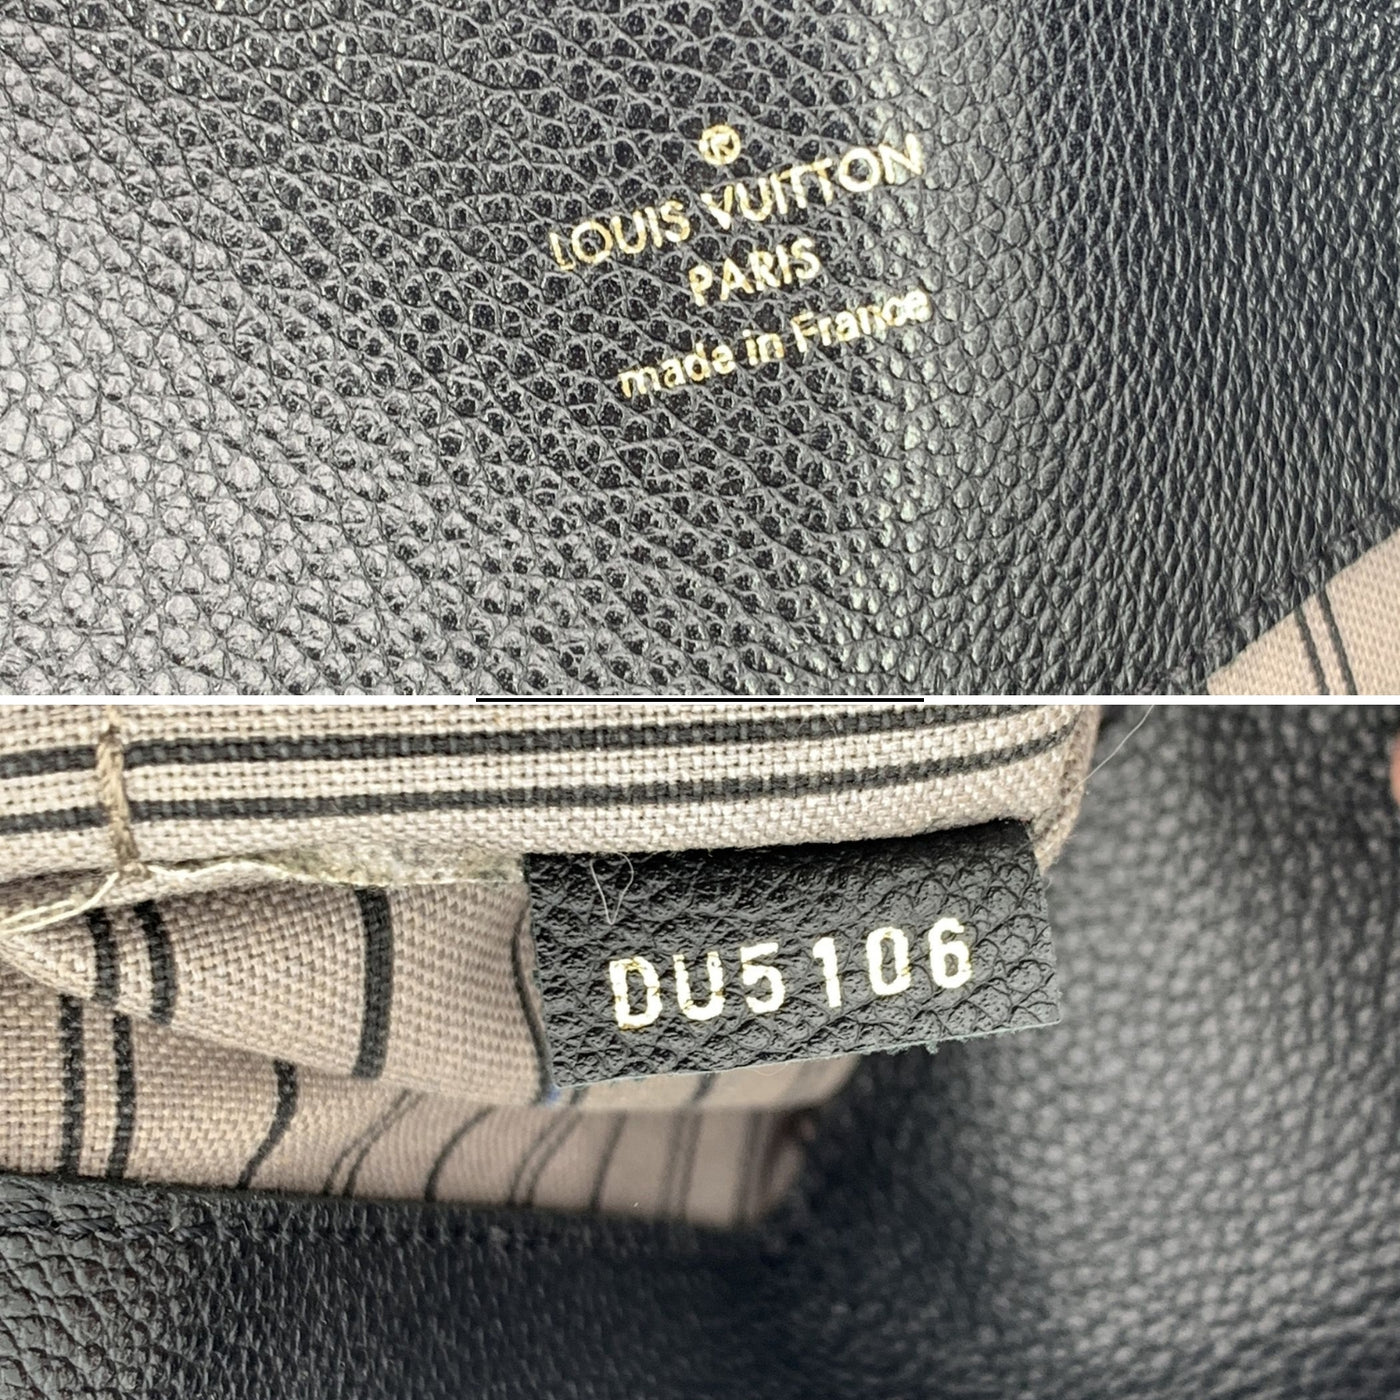 ®
LOUIS VUITTON
PARIS
made in France
DU5106